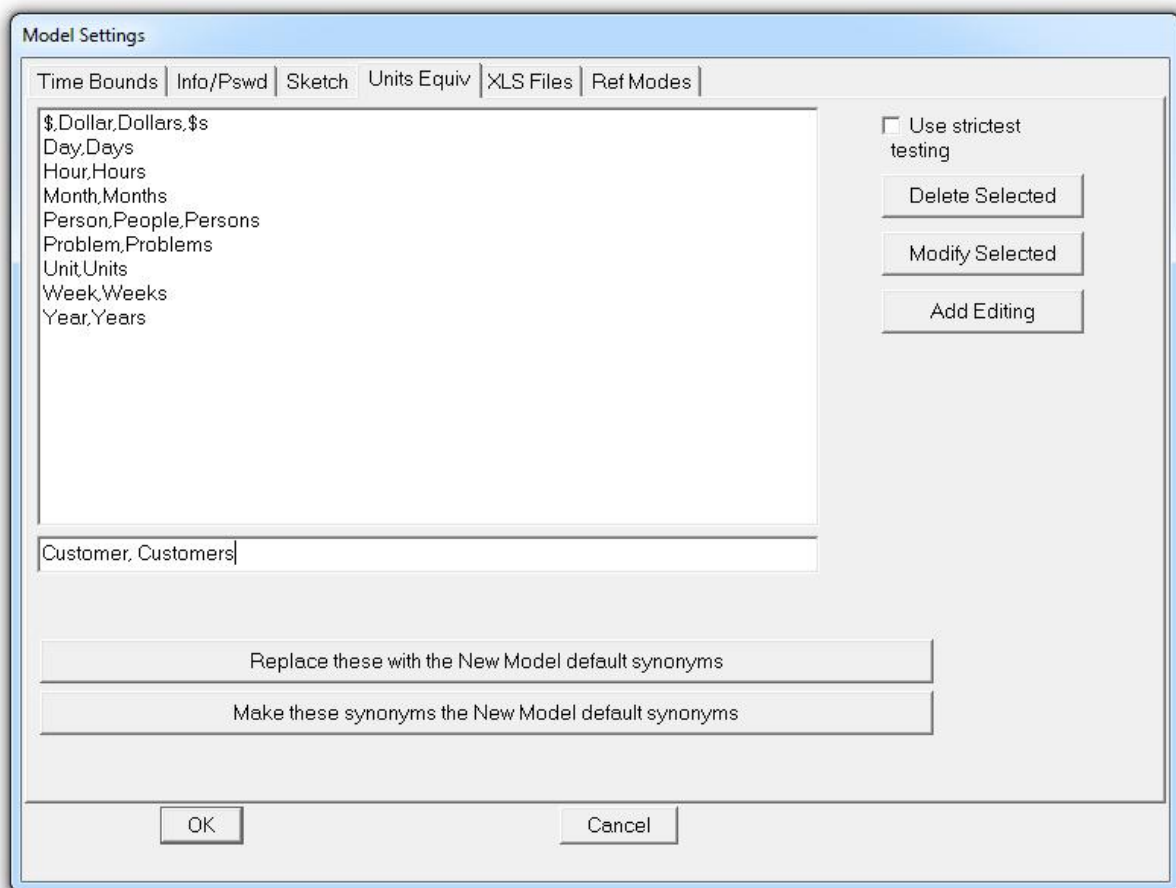 Model Settings
Time Bounds Info/Pswd Sketch Units Equiv XLS Files Ref Modes
$,Dollar,Dollars,$s
Day,Days
Hour,Hours
Month,Months
Person,People,Persons
Problem,Problems
Unit,Units
Week,Weeks
Year,Years
Use strictest
testing
Delete Selected
Modify Selected
Add Editing
Customer, Customers
Replace these with the New Model default synonyms
Make these synonyms the New Model default synonyms
OK Cancel